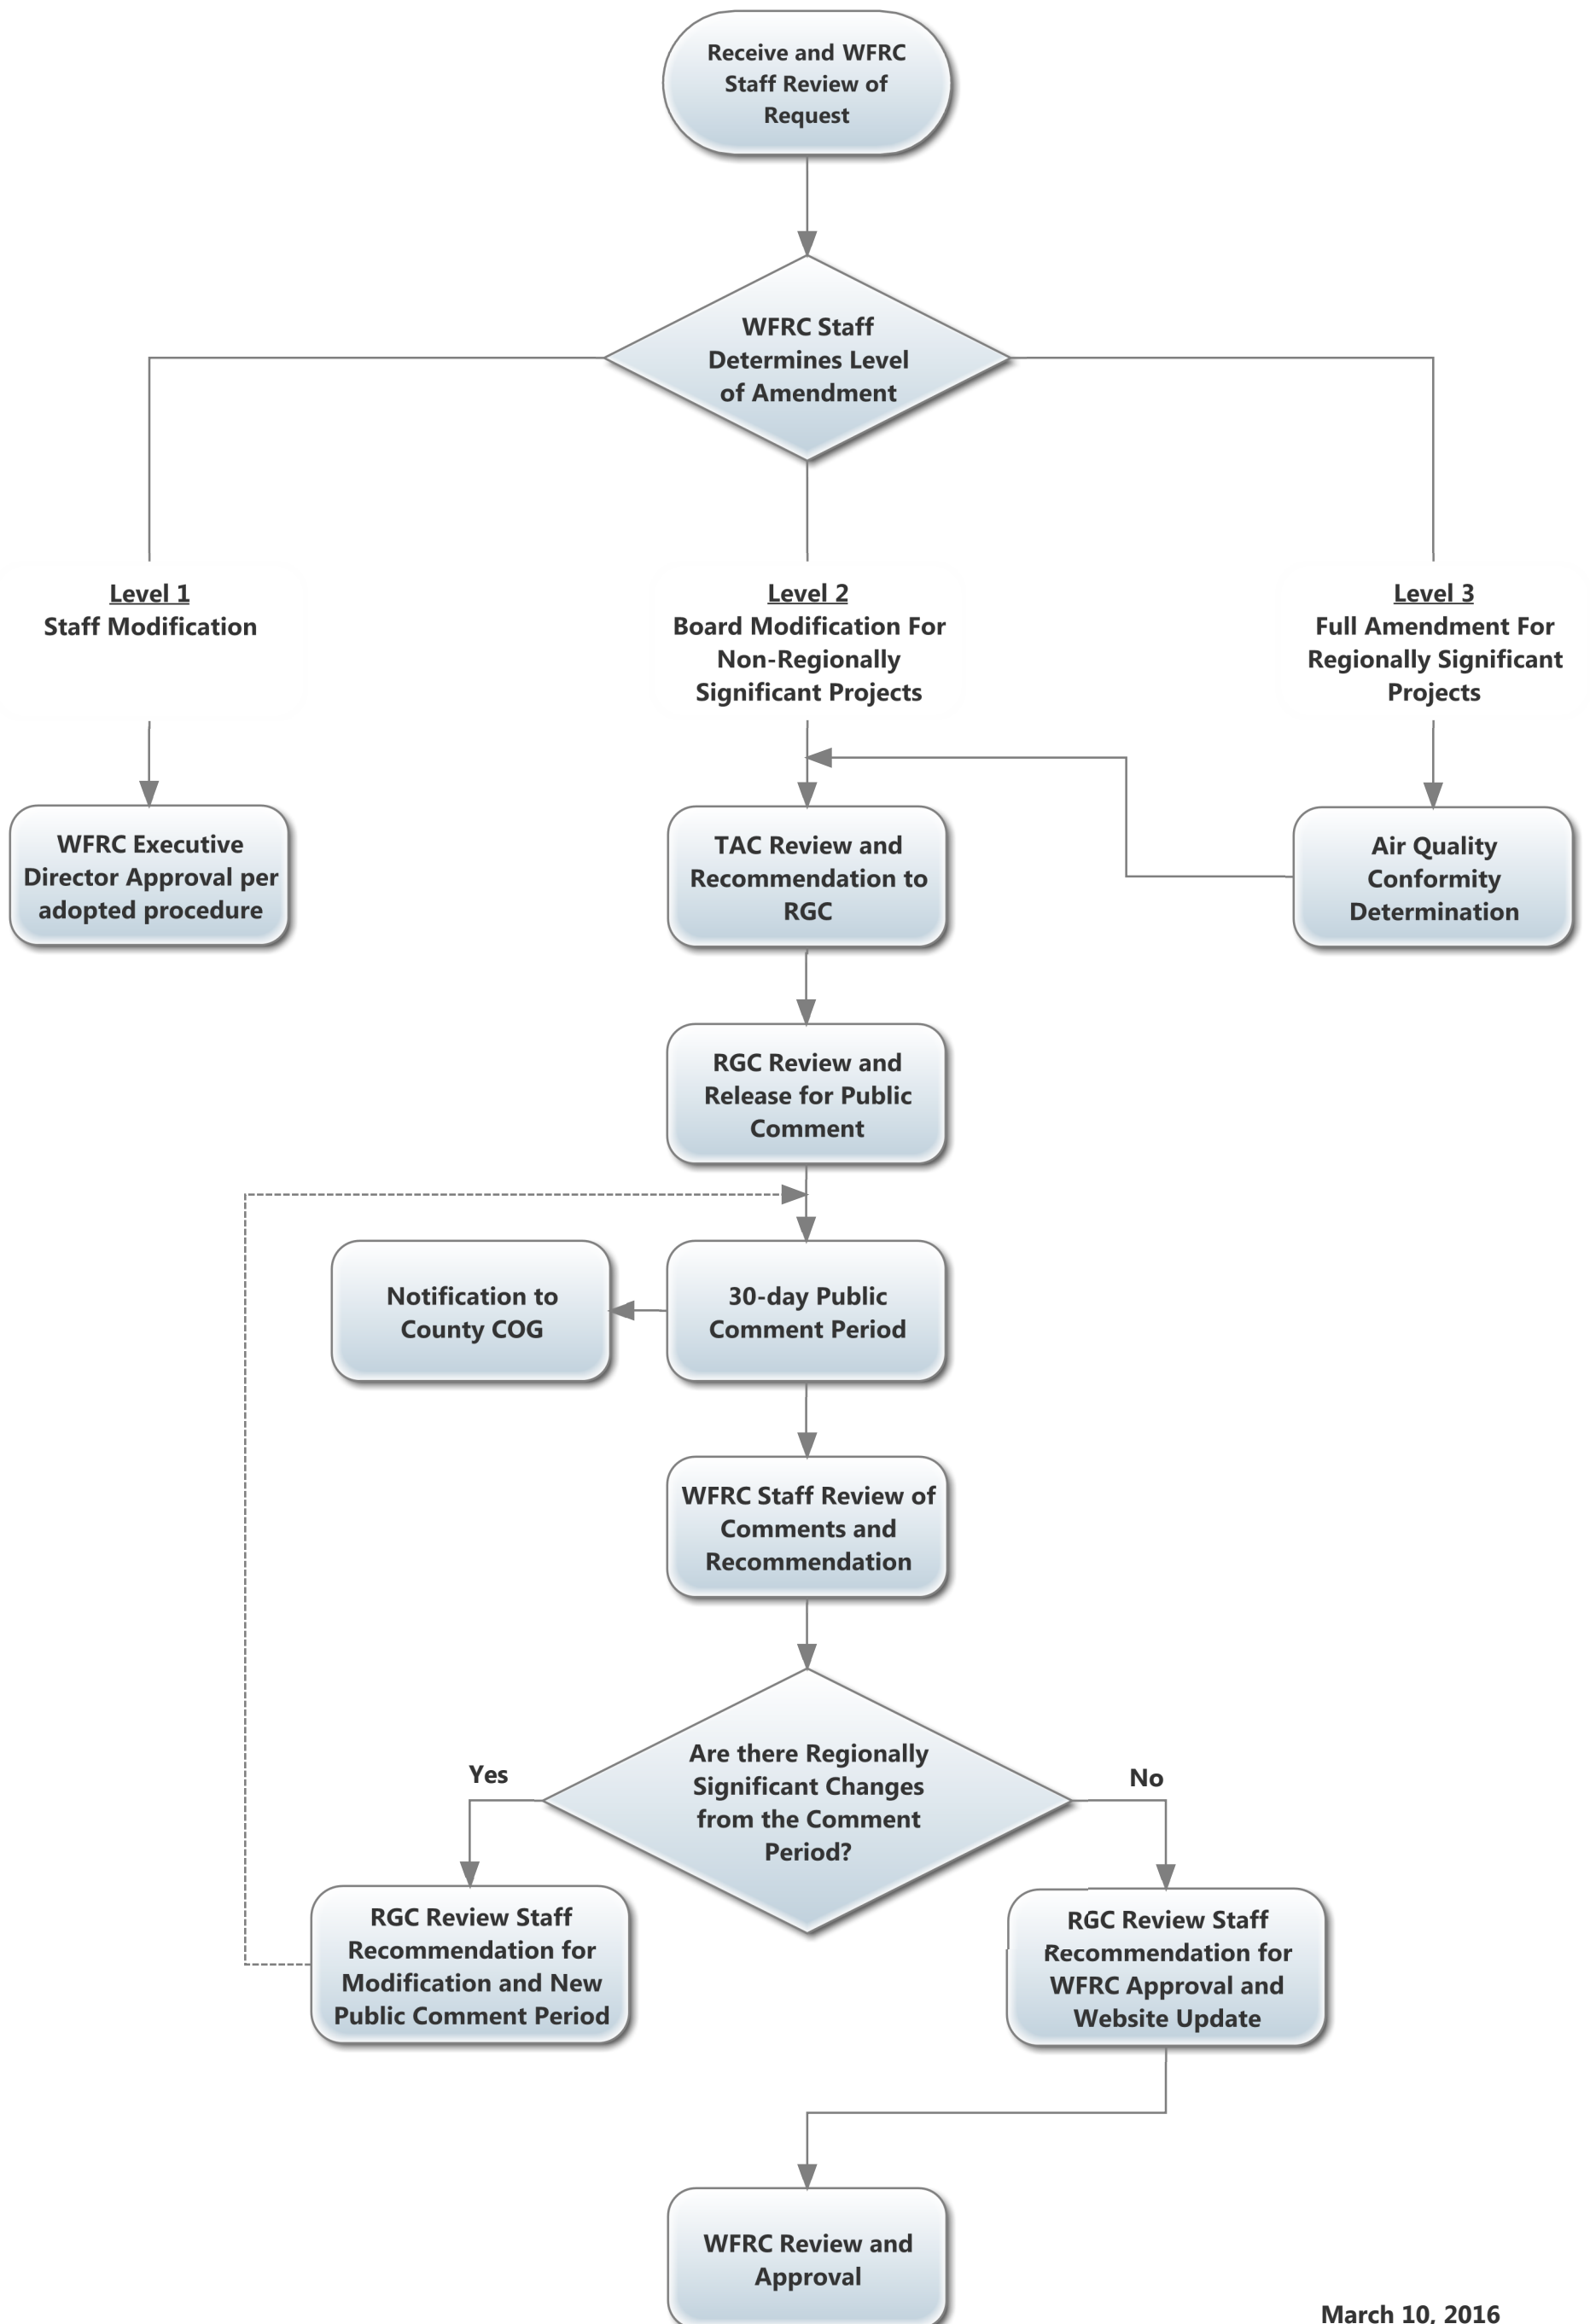 Receive and WFRC
Staff Review of
Request
WFRC Staff
Determines Level
of Amendment
Level 1
Staff Modification
Level 2
Board Modification For
Non-Regionally
Significant Projects
Level 3
Full Amendment For
Regionally Significant
Projects
WFRC Executive
Director Approval per
adopted procedure
TAC Review and
Recommendation to
RGC
Air Quality
Conformity
Determination
RGC Review and
Release for Public
Comment
Notification to
County COG
30-day Public
Comment Period
WFRC Staff Review of
Comments and
Recommendation
Are there Regionally
Significant Changes
from the Comment
Period?
Yes
No
RGC Review Staff
Recommendation for
Modification and New
Public Comment Period
RGC Review Staff
Recommendation for
WFRC Approval and
Website Update
WFRC Review and
Approval
March 10, 2016